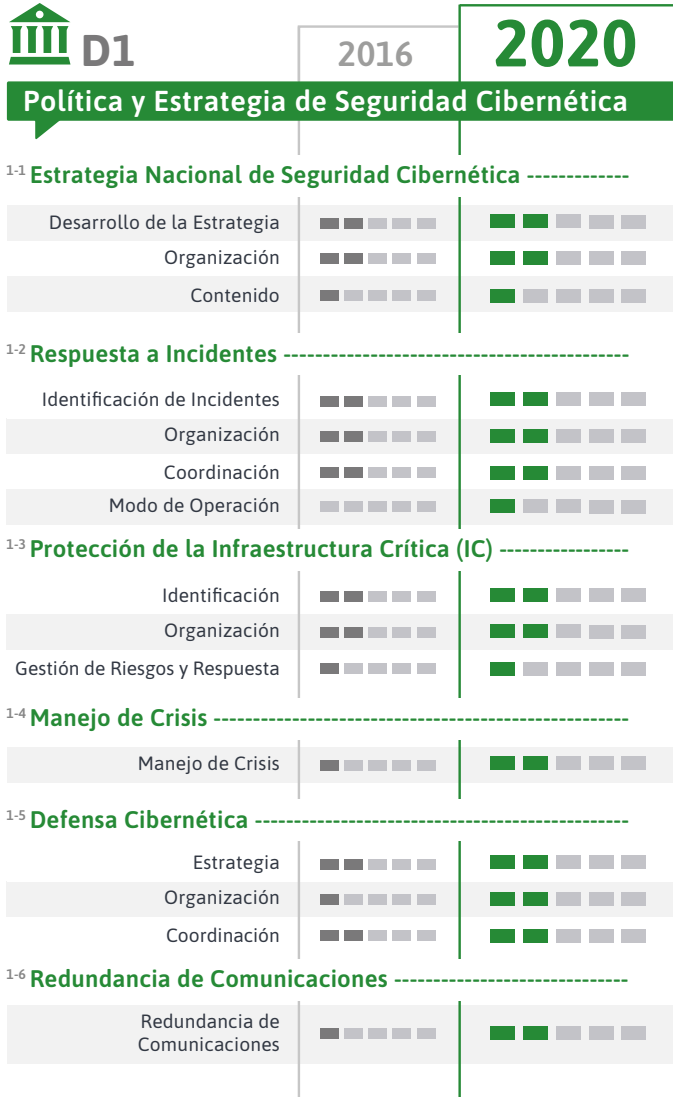 D1
2016
2020
Política y Estrategia de Seguridad Cibernética
1-1 Estrategia Nacional de Seguridad Cibernética -------------
Desarrollo de la Estrategia
Organización
Contenido
1-2 Respuesta a Incidentes --------------------------------------------
Identificación de Incidentes
Organización
Coordinación
Modo de Operación
1-3 Protección de la Infraestructura Crítica (IC) ----------------
Identificación
Organización
Gestión de Riesgos y Respuesta
1-4 Manejo de Crisis -----------------------------------------------------
Manejo de Crisis
1-5 Defensa Cibernética ------------------------------------------------
Estrategia
Organización
Coordinación
1-6 Redundancia de Comunicaciones ------------------------------
Redundancia de
Comunicaciones